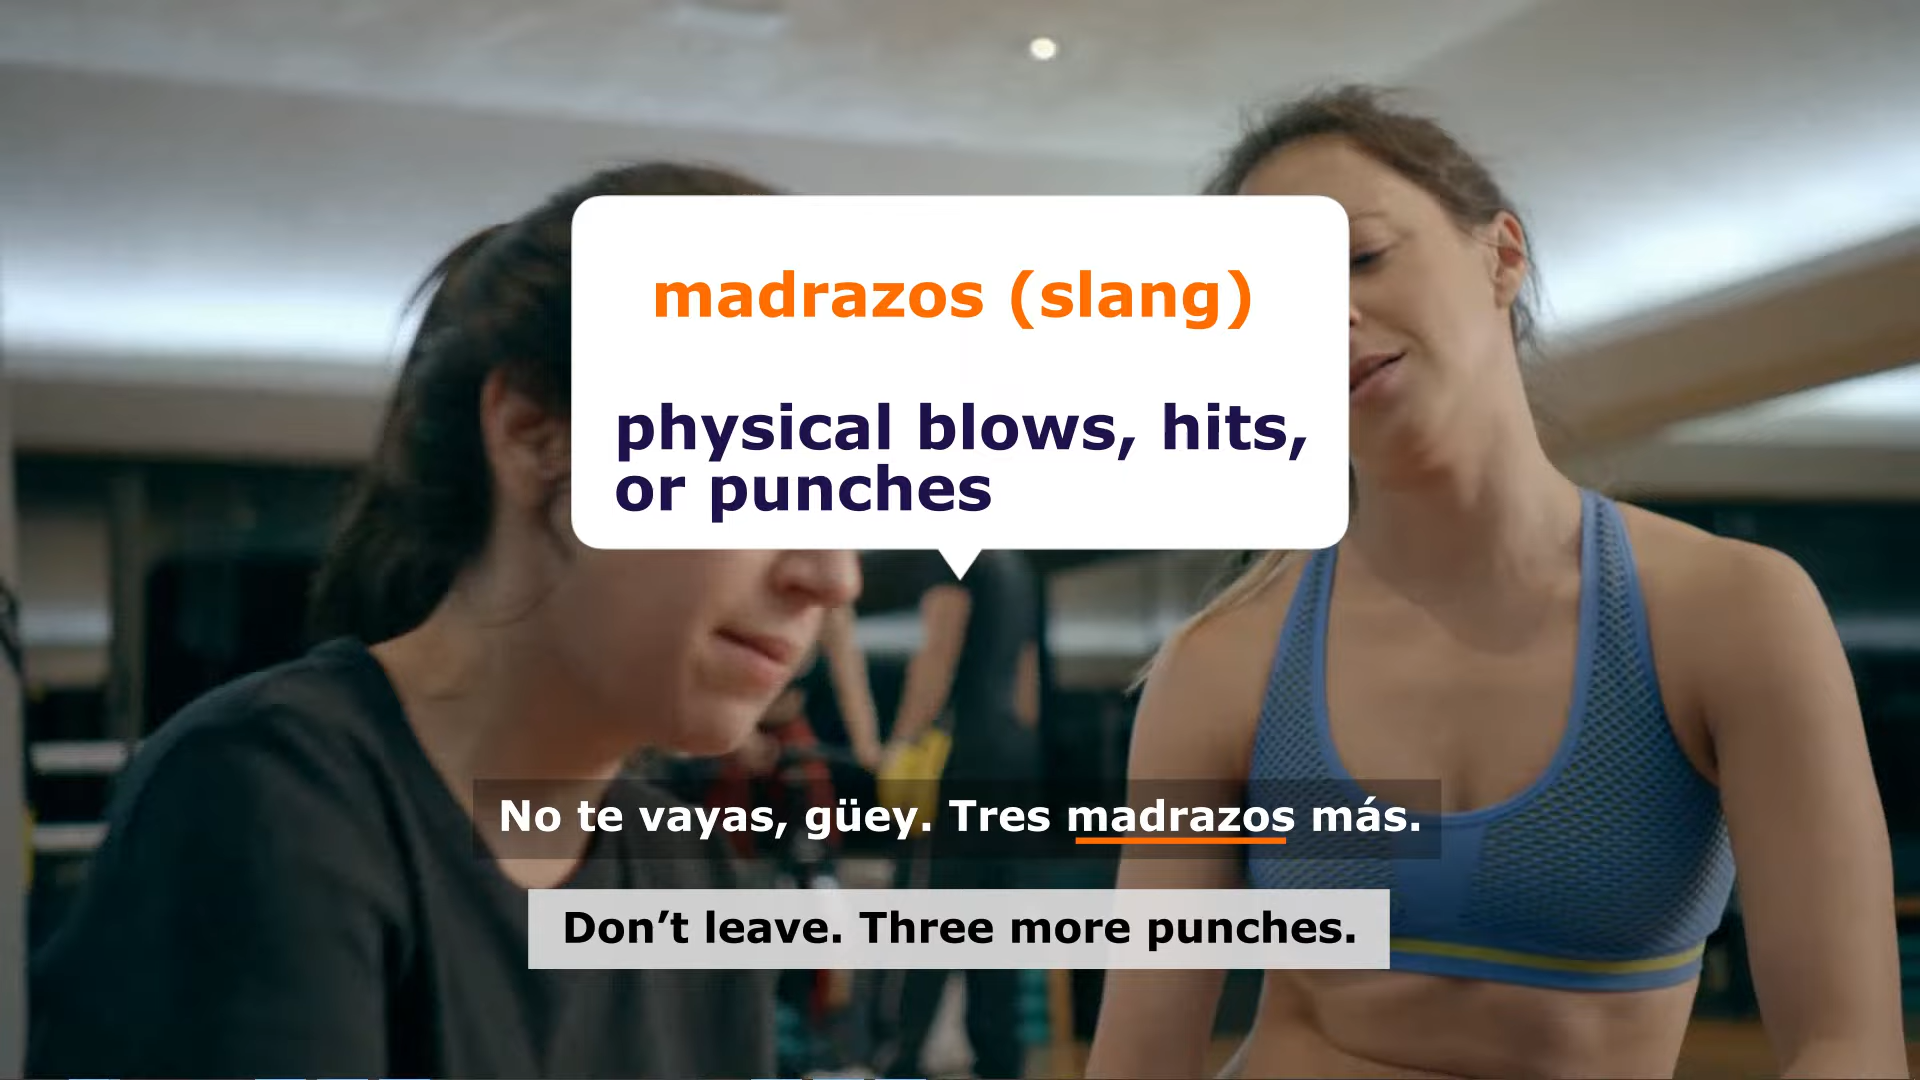 madrazos (slang)
physical blows, hits,
or punches
No te vayas, güey. Tres madrazos más.
Don’t leave. Three more punches.